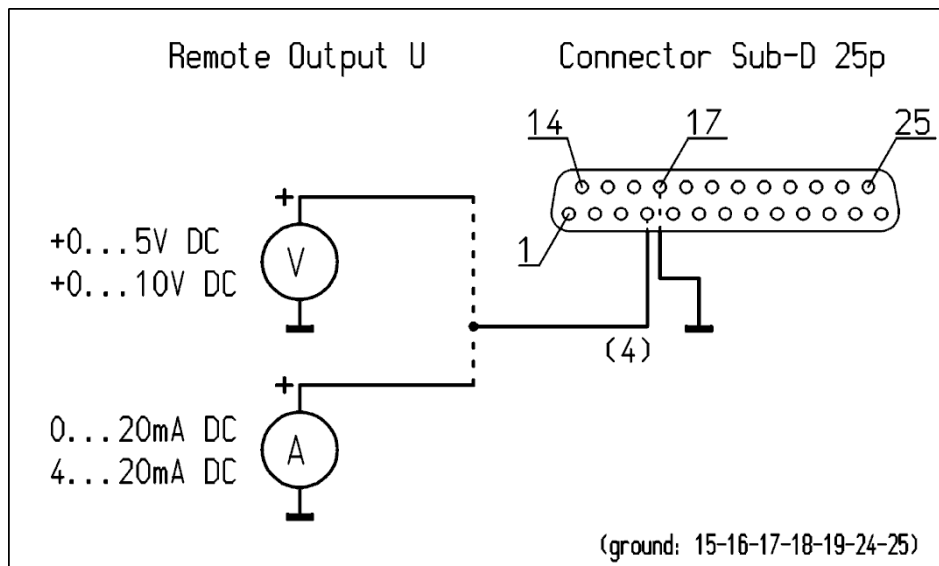 Remote Output U
Connector Sub-D 25p
14
17
25
1
+
+0...5V DC
+0...10V DC
V
(4)
+
0...20mA DC
4...20mA DC
A
(ground: 15-16-17-18-19-24-25)